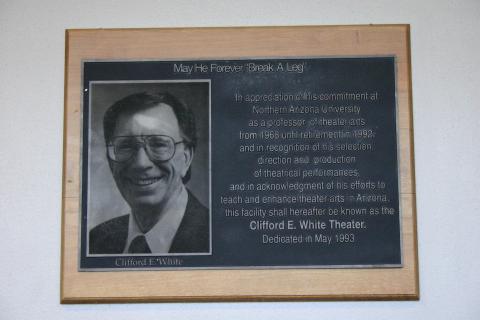 May He Forever "Break A Leg"
In appreciation of his commitment at
Northern Arizona University
as a professor of theater arts
from 1968 until retirement in 1992,
and in recognition of his selection,
direction and production
of theatrical performances,
and in acknowledgment of his efforts to
teach and enhance theater arts in Arizona,
this facility shall hereafter be known as the
Clifford E. White Theater.
Dedicated in May 1993
Clifford E. White